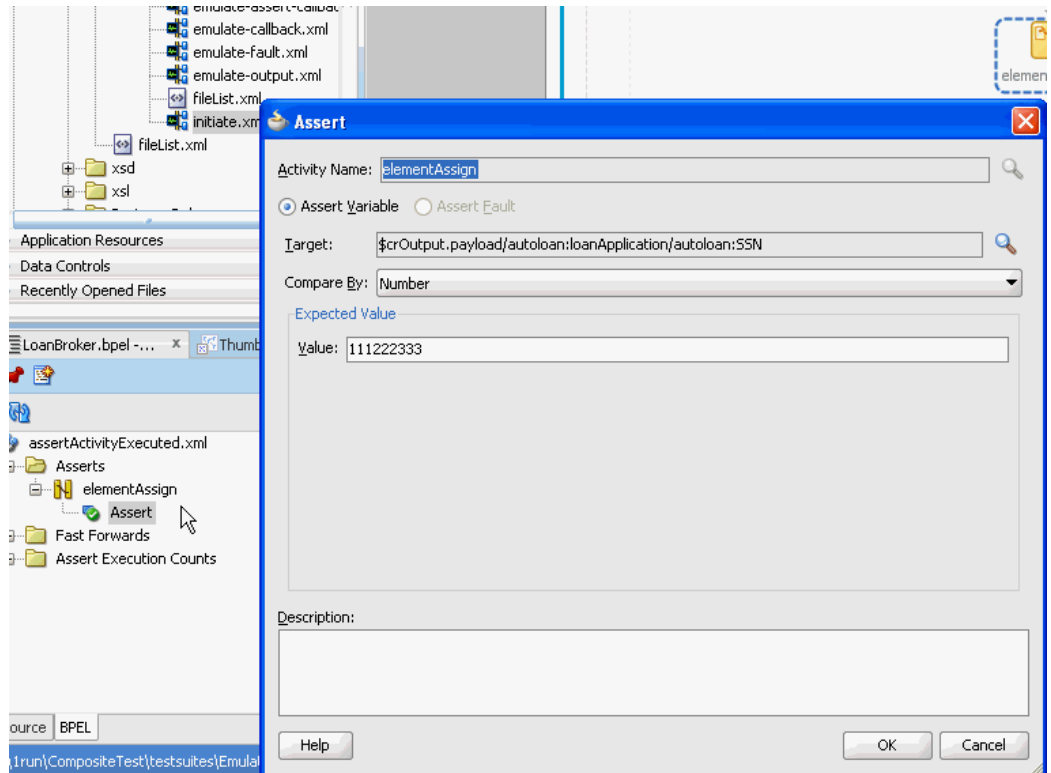 emulate-assert-callbac
emulate-callback.xml
emulate-fault.xml
emulate-output.xml
fileList.xml
initiate.xm
fileList.xml
xsd
xsl
Application Resources
Data Controls
Recently Opened Files
LoanBroker.bpel -... x Thumb
assertActivityExecuted.xml
Asserts
elementAssign
Assert
Fast Forwards
Assert Execution Counts
ource BPEL
1run\CompositeTest\testsuites\Emula
elemen
Assert
Activity Name: elementAssign
Assert Variable Assert Fault
Target: $crOutput.payload/autoloan:loanApplication/autoloan:SSN
Compare By: Number
Expected Value
Value: 111222333
Description:
Help OK Cancel